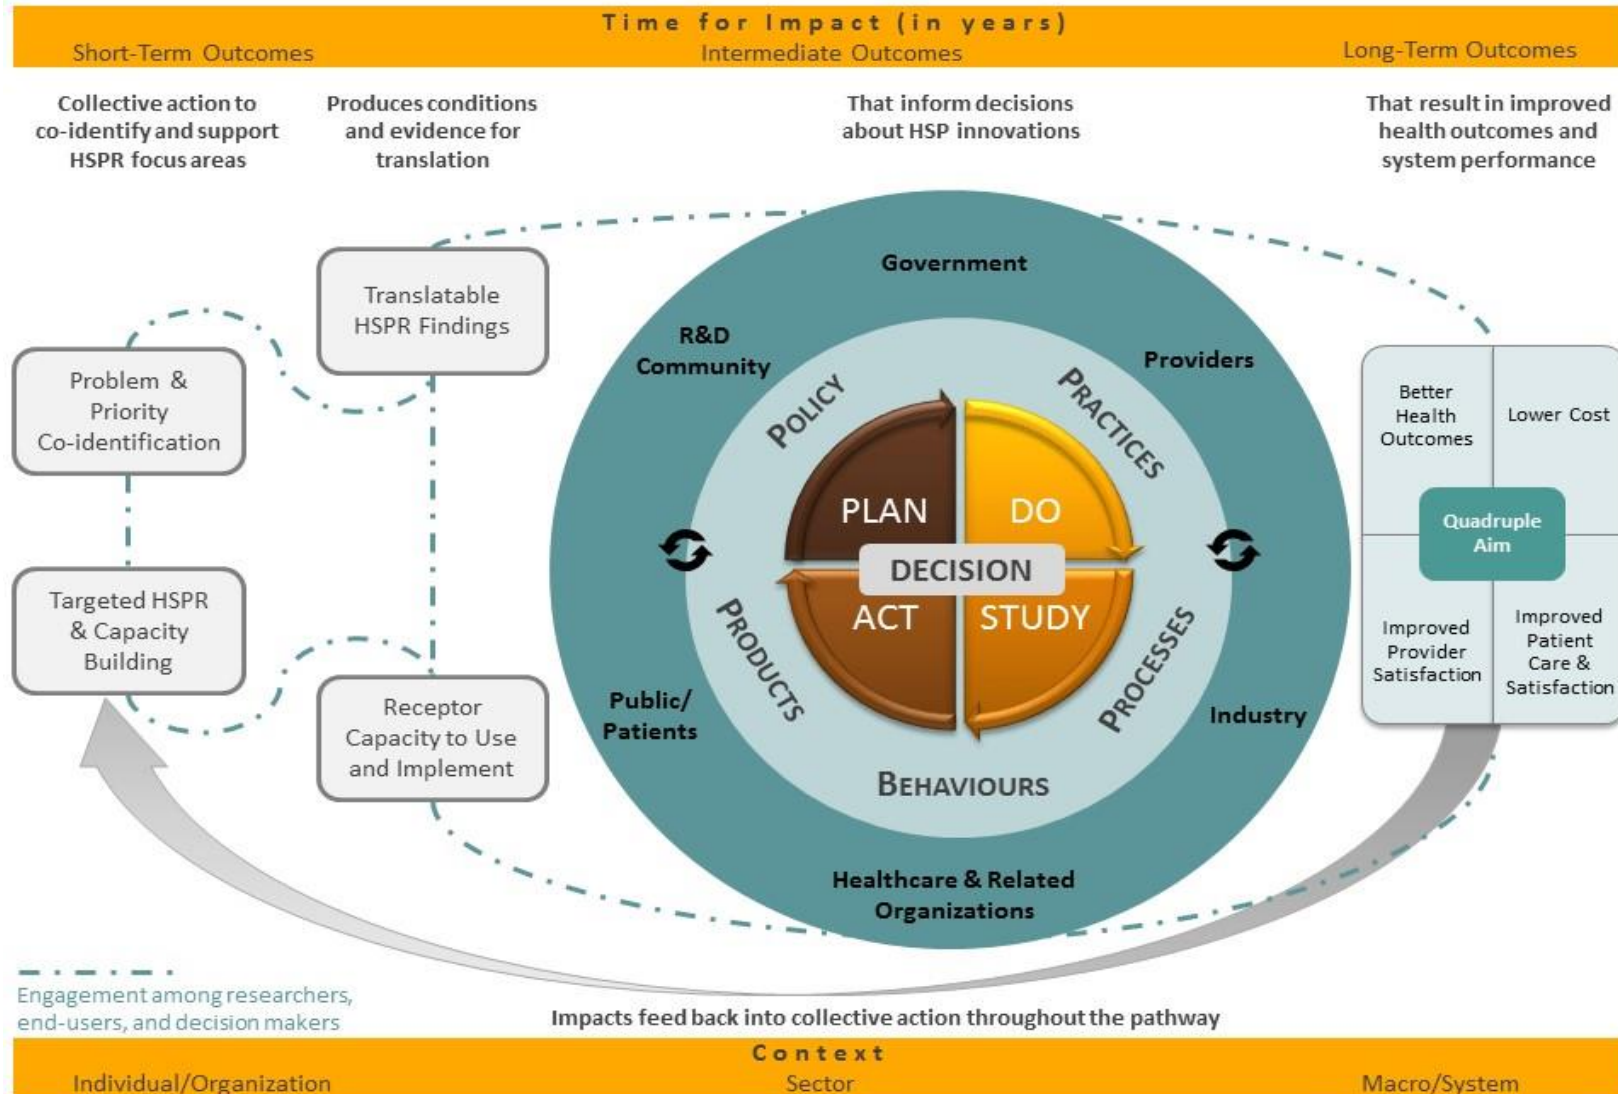 Time for Impact (in years)
Short-Term Outcomes
Intermediate Outcomes
Long-Term Outcomes
Collective action to
co-identify and support
HSPR focus areas
Produces conditions
and evidence for
translation
That inform decisions
about HSP innovations
That result in improved
health outcomes and
system performance
Problem &
Priority
Co-identification
Targeted HSPR
& Capacity
Building
Translatable
HSPR Findings
Receptor
Capacity to Use
and Implement
Government
R&D
Community
Providers
Public/
Patients
Industry
Healthcare & Related
Organizations
POLICY
PRACTICES
PRODUCTS
PROCESSES
BEHAVIOURS
PLAN
DO
DECISION
ACT
STUDY
Better
Health
Outcomes
Lower Cost
Quadruple
Aim
Improved
Provider
Satisfaction
Improved
Patient
Care &
Satisfaction
Engagement among researchers,
end-users, and decision makers
Impacts feed back into collective action throughout the pathway
Context
Individual/Organization
Sector
Macro/System